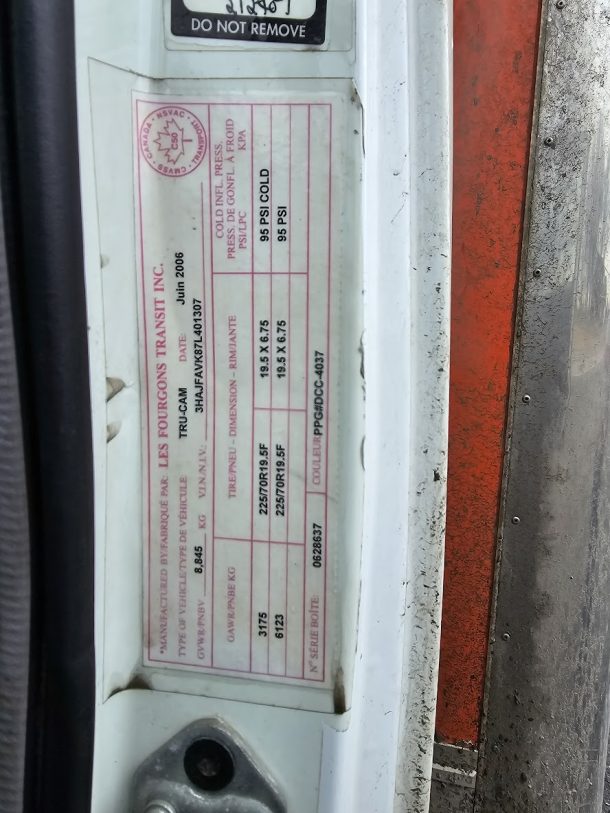 DO NOT REMOVE
CANADA · NSVAC · TRANSPORT · CMVSS
C50
*MANUFACTURED BY/FABRIQUÉ PAR: LES FOURGONS TRANSIT INC.
TYPE OF VEHICLE/TYPE DE VÉHICULE TRU-CAM DATE: Juin 2006
GVWR/PNBV 8,845 KG V.I.N./N.I.V.: 3HAJFAVK87L401307
GAWR/PNBE KG TIRE/PNEU – DIMENSION – RIM/JANTE COLD INFL. PRESS.
PRESS. DE GONFL. À FROID
PSI/LPC KPA
3175 225/70R19.5F 19.5 X 6.75 95 PSI COLD
6123 225/70R19.5F 19.5 X 6.75 95 PSI
Nº SÉRIE BOÎTE: 0628637 COULEUR PPG#DCC-4037